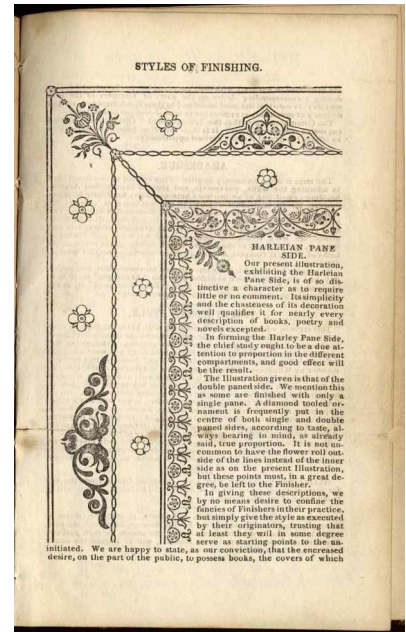 STYLES OF FINISHING.
HARLEIAN PANE
SIDE.
Our present illustration,
exhibiting the Harleian
Pane Side, is of so dis-
tinctive a character as to require
little or no comment. Its simplicity
and the chasteness of its decoration
well qualifies it for nearly every
description of books, poetry and
novels excepted.
In forming the Harley Pane Side,
the chief study ought to be a due at-
tention to proportion in the different
compartments, and good effect will
be the result.
The Illustration given is that of the
double paned side. We mention this
as some are finished with only a
single pane. A diamond tooled or-
nament is frequently put in the
centre of both single and double
paned sides, according to taste, al-
ways bearing in mind, as already
said, true proportion. It is not un-
common to have the flower roll out-
side of the lines instead of the inner
side as on the present Illustration,
but these points must, in a great de-
gree, be left to the Finisher.
In giving these descriptions, we
by no means desire to confine the
fancies of Finishers in their practice,
but simply give the style as executed
by their originators, trusting that
at least they will in some degree
serve as starting points to the un-
initiated. We are happy to state, as our conviction, that the encreased
desire, on the part of the public, to possess books, the covers of which